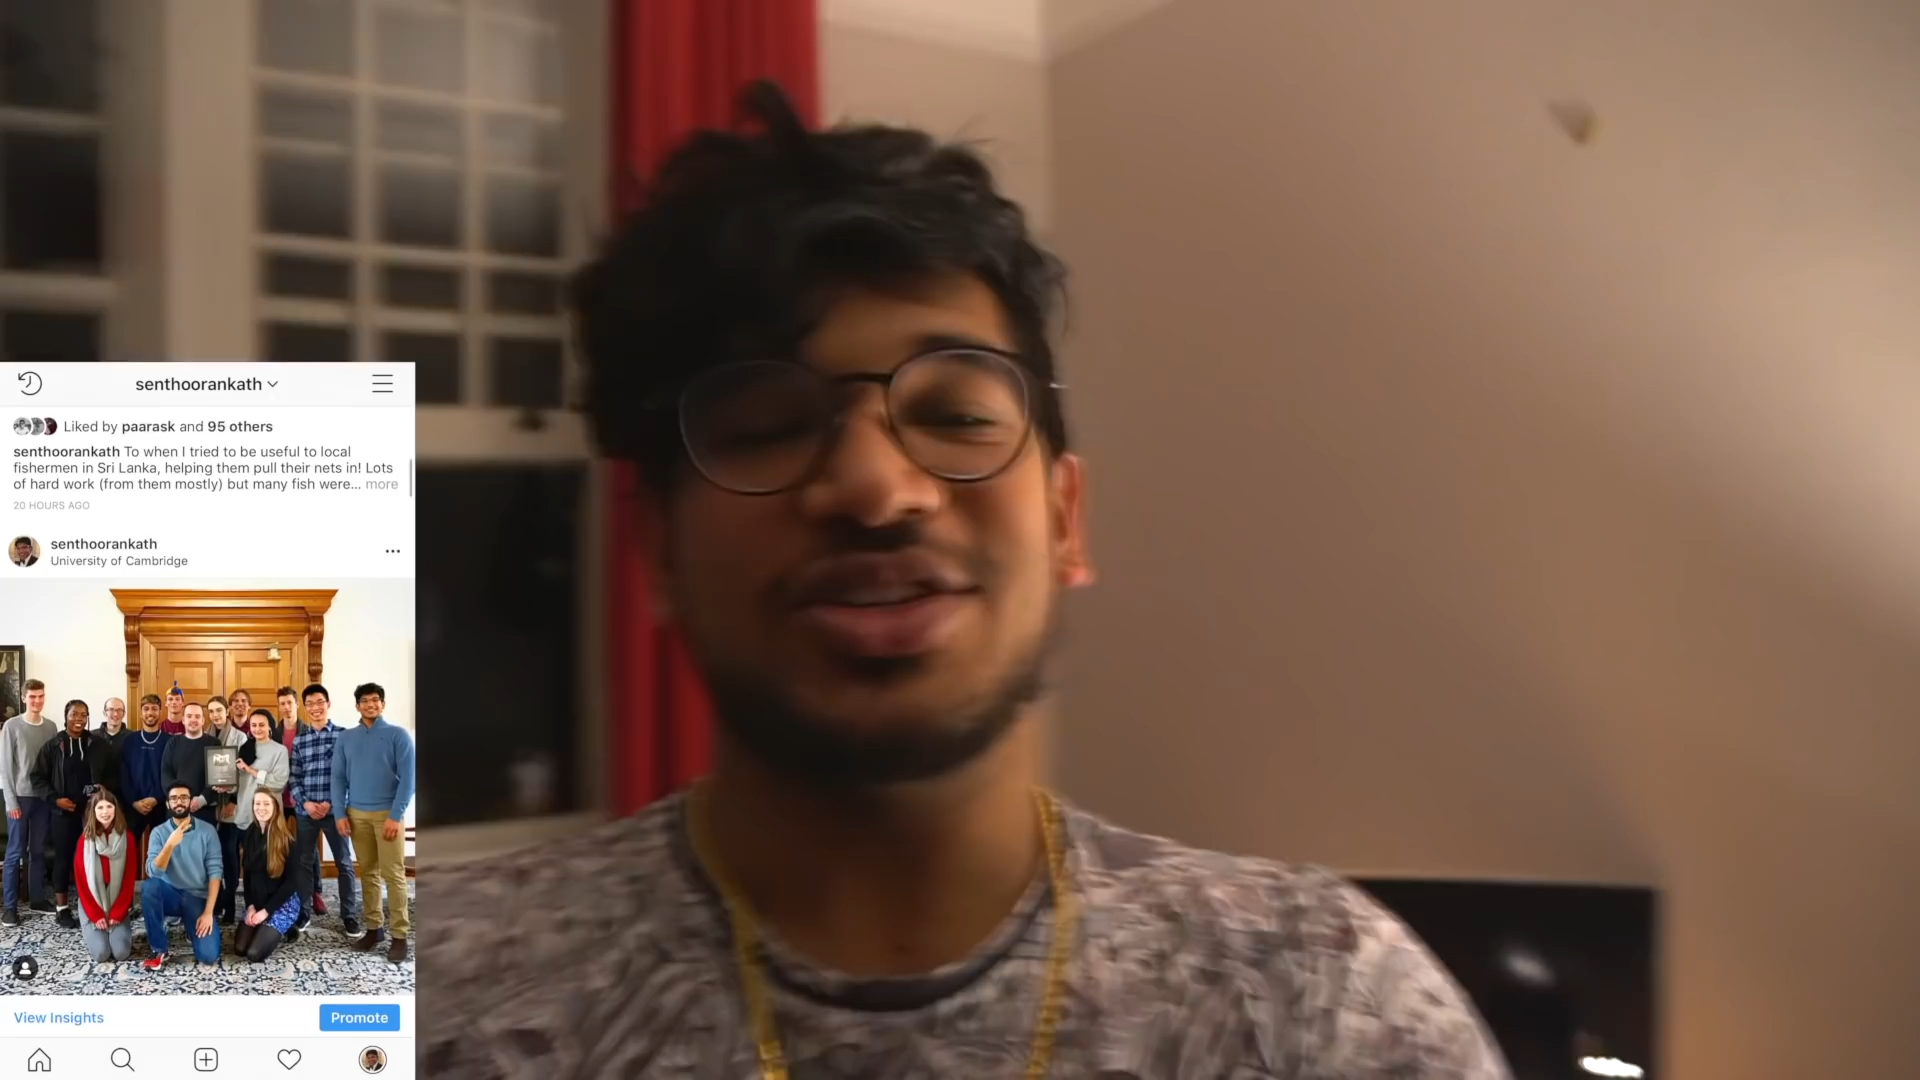 senthoorankath
Liked by paarask and 95 others
senthoorankath To when I tried to be useful to local
fishermen in Sri Lanka, helping them pull their nets in! Lots
of hard work (from them mostly) but many fish were... more
20 HOURS AGO
senthoorankath
University of Cambridge
View Insights
Promote